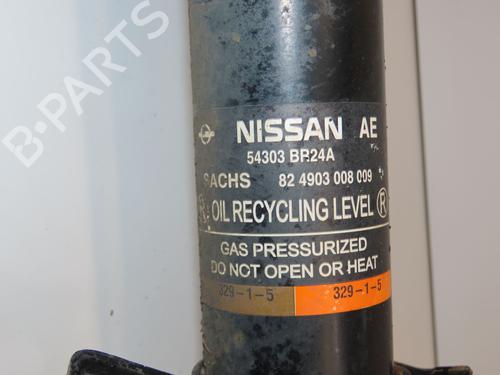 B-PARTS
NISSAN AE
54303 BR24A
SACHS 82 4903 008 009
OIL RECYCLING LEVEL R
GAS PRESSURIZED
DO NOT OPEN OR HEAT
329-1-5 329-1-5